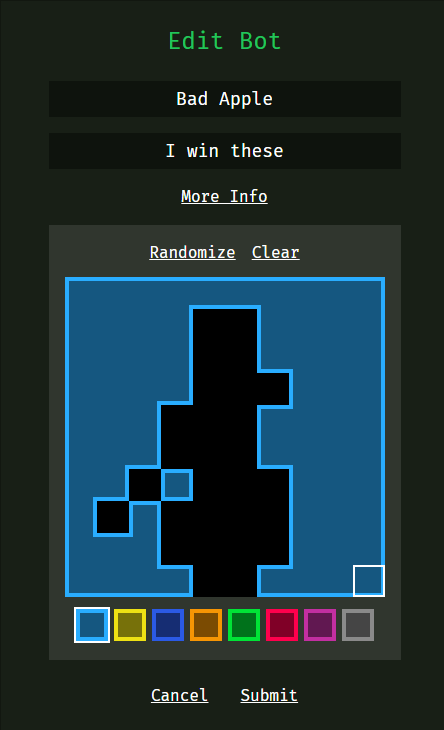 Edit Bot
Bad Apple
I win these
More Info
Randomize Clear
Cancel Submit